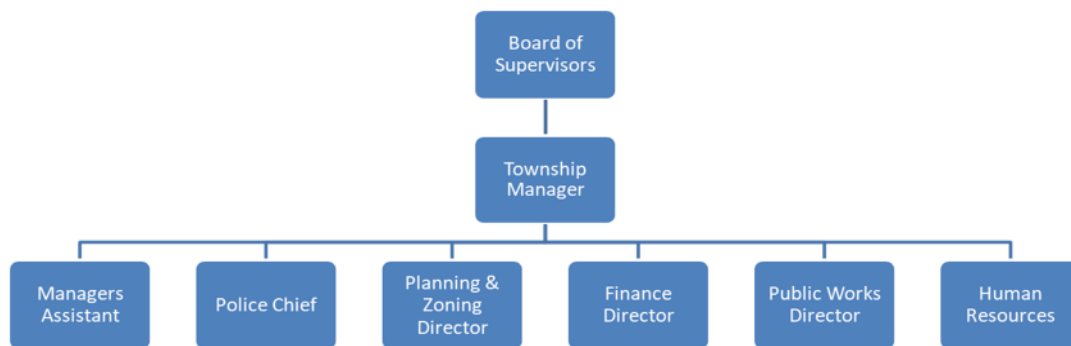 Board of
Supervisors
Township
Manager
Managers
Assistant
Police Chief
Planning &
Zoning
Director
Finance
Director
Public Works
Director
Human
Resources